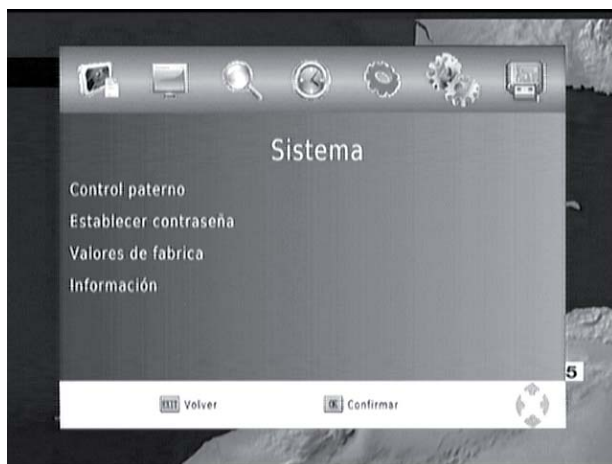 Sistema
Control paterno
Establecer contraseña
Valores de fabrica
Información
5
EXIT Volver
OK Confirmar